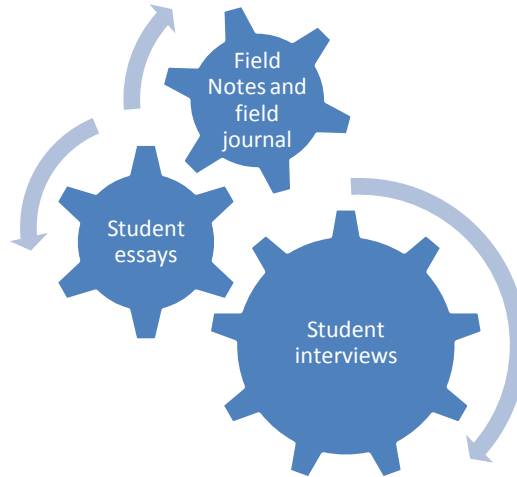 Field
Notes and
field
journal
Student
essays
Student
interviews